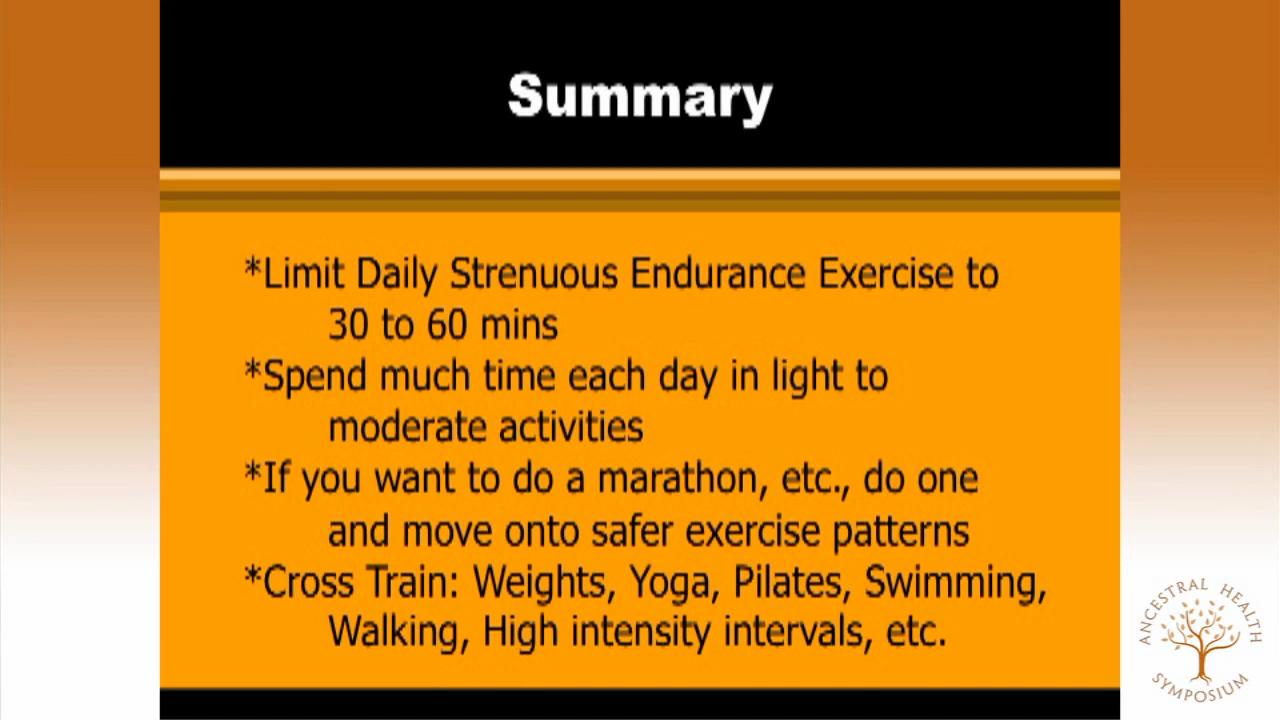 Summary
*Limit Daily Strenuous Endurance Exercise to
30 to 60 mins
*Spend much time each day in light to
moderate activities
*If you want to do a marathon, etc., do one
and move onto safer exercise patterns
*Cross Train: Weights, Yoga, Pilates, Swimming,
Walking, High intensity intervals, etc.
ANCESTRAL HEALTH
SYMPOSIUM